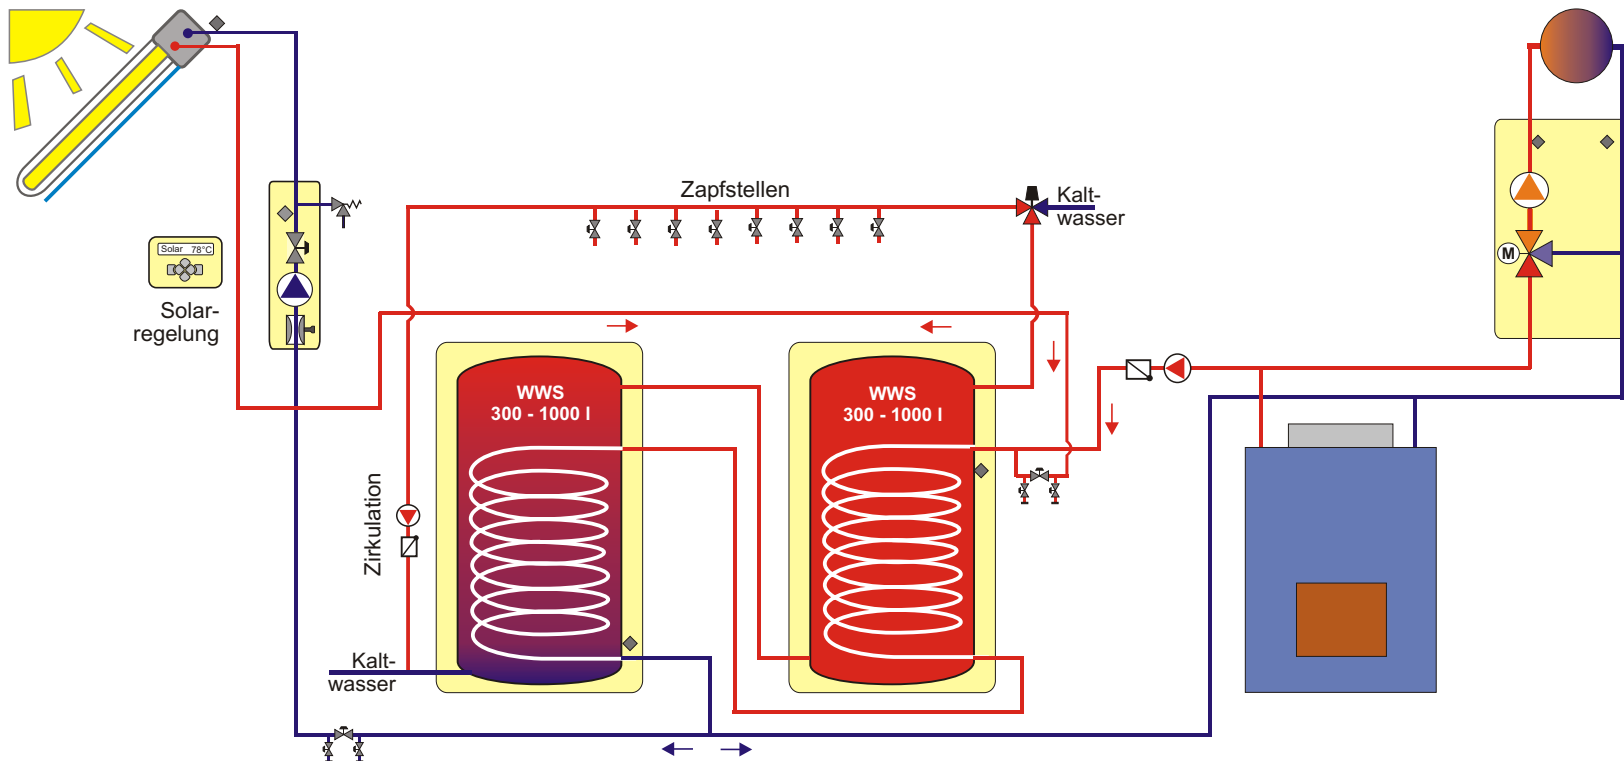 Zapfstellen
Kalt-
wasser
Solar 78°C
Solar-
regelung
M
WWS
300 - 1000 l
WWS
300 - 1000 l
Zirkulation
Kalt-
wasser